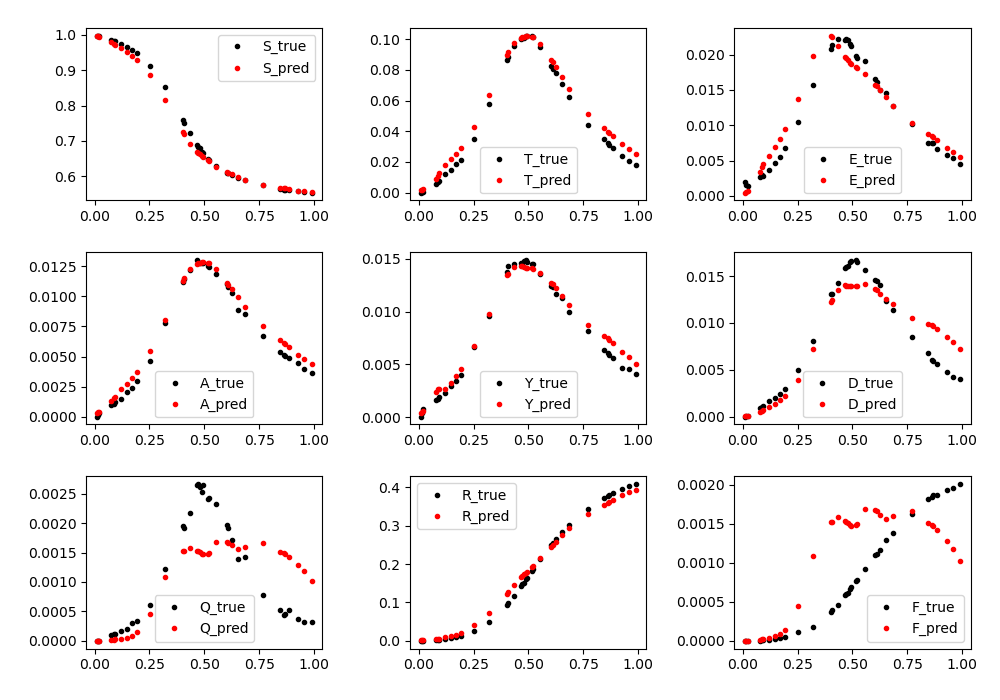 1.0
0.9
0.8
0.7
0.6
0.00 0.25 0.50 0.75 1.00
S_true
S_pred
0.10
0.08
0.06
0.04
0.02
0.00
0.00 0.25 0.50 0.75 1.00
T_true
T_pred
0.020
0.015
0.010
0.005
0.000
0.00 0.25 0.50 0.75 1.00
E_true
E_pred
0.0125
0.0100
0.0075
0.0050
0.0025
0.0000
0.00 0.25 0.50 0.75 1.00
A_true
A_pred
0.015
0.010
0.005
0.000
0.00 0.25 0.50 0.75 1.00
Y_true
Y_pred
0.015
0.010
0.005
0.000
0.00 0.25 0.50 0.75 1.00
D_true
D_pred
0.0025
0.0020
0.0015
0.0010
0.0005
0.0000
0.00 0.25 0.50 0.75 1.00
Q_true
Q_pred
0.4
0.3
0.2
0.1
0.0
0.00 0.25 0.50 0.75 1.00
R_true
R_pred
0.0020
0.0015
0.0010
0.0005
0.0000
0.00 0.25 0.50 0.75 1.00
F_true
F_pred